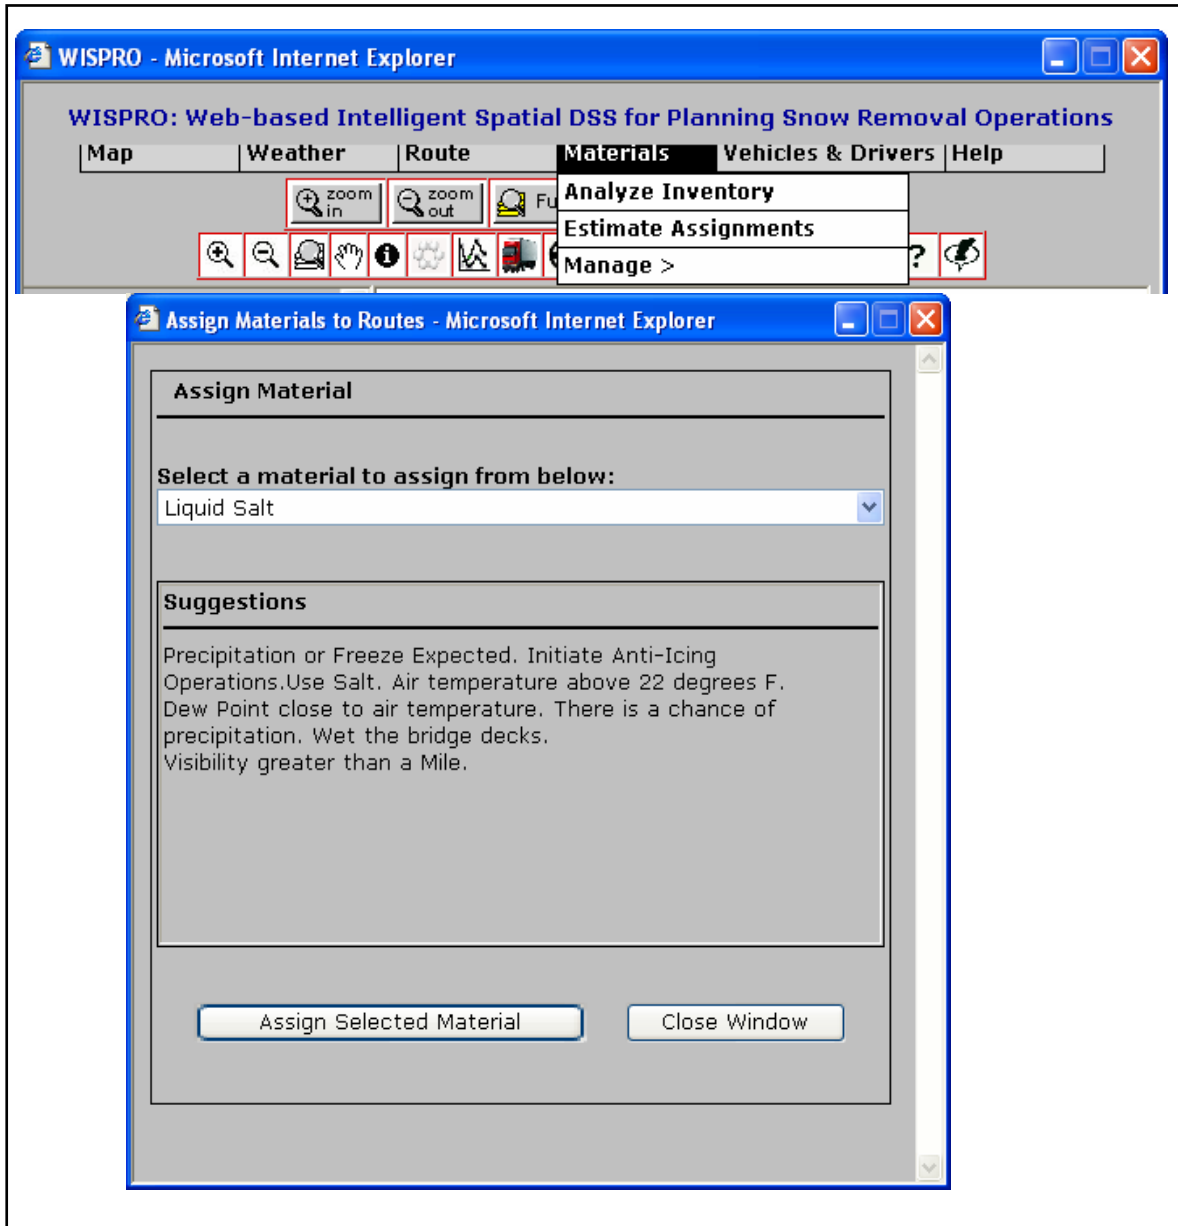 WISPRO - Microsoft Internet Explorer
WISPRO: Web-based Intelligent Spatial DSS for Planning Snow Removal Operations
Map Weather Route Materials Vehicles & Drivers Help
zoom in zoom out Fu
Analyze Inventory
Estimate Assignments
Manage >
?
Assign Materials to Routes - Microsoft Internet Explorer
Assign Material
Select a material to assign from below:
Liquid Salt
Suggestions
Precipitation or Freeze Expected. Initiate Anti-Icing
Operations.Use Salt. Air temperature above 22 degrees F.
Dew Point close to air temperature. There is a chance of
precipitation. Wet the bridge decks.
Visibility greater than a Mile.
Assign Selected Material Close Window